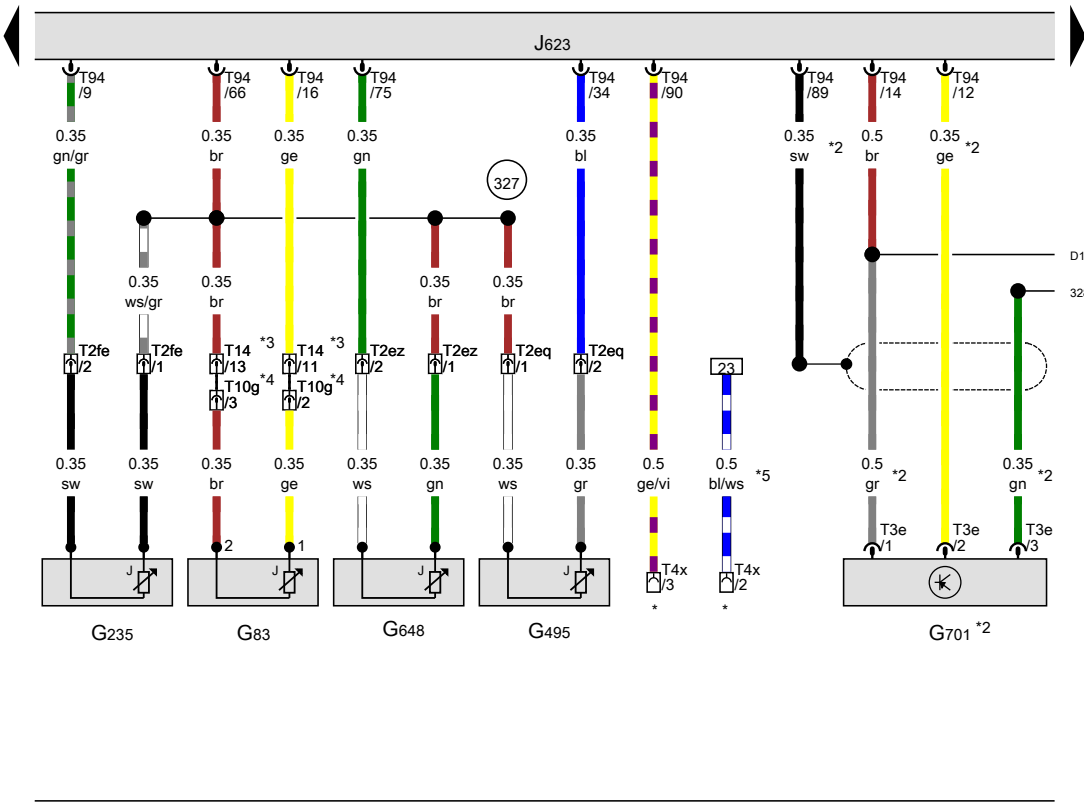 J623
T94 /9
T94 /66
T94 /16
T94 /75
T94 /34
T94 /90
T94 /89
T94 /14
T94 /12
0.35 gn/gr
0.35 br
0.35 ge
0.35 gn
0.35 bl
0.35 sw *2
0.5 br
0.35 ge *2
327
D1
0.35 ws/gr
0.35 br
0.35 br
0.35 br
T2fe /2
T2fe /1
T14 /13 *3
T14 /11 *3
T2ez /2
T2ez /1
T2eq /1
T2eq /2
23
T10g /3 *4
T10g /2 *4
0.35 sw
0.35 sw
0.35 br
0.35 ge
0.35 ws
0.35 gn
0.35 ws
0.35 gr
0.5 ge/vi
0.5 bl/ws *5
0.5 gr *2
0.35 gn *2
T3e /1
T3e /2
T3e /3
2
1
J
J
J
J
T4x /3
T4x /2
*
*
G235
G83
G648
G495
G701 *2